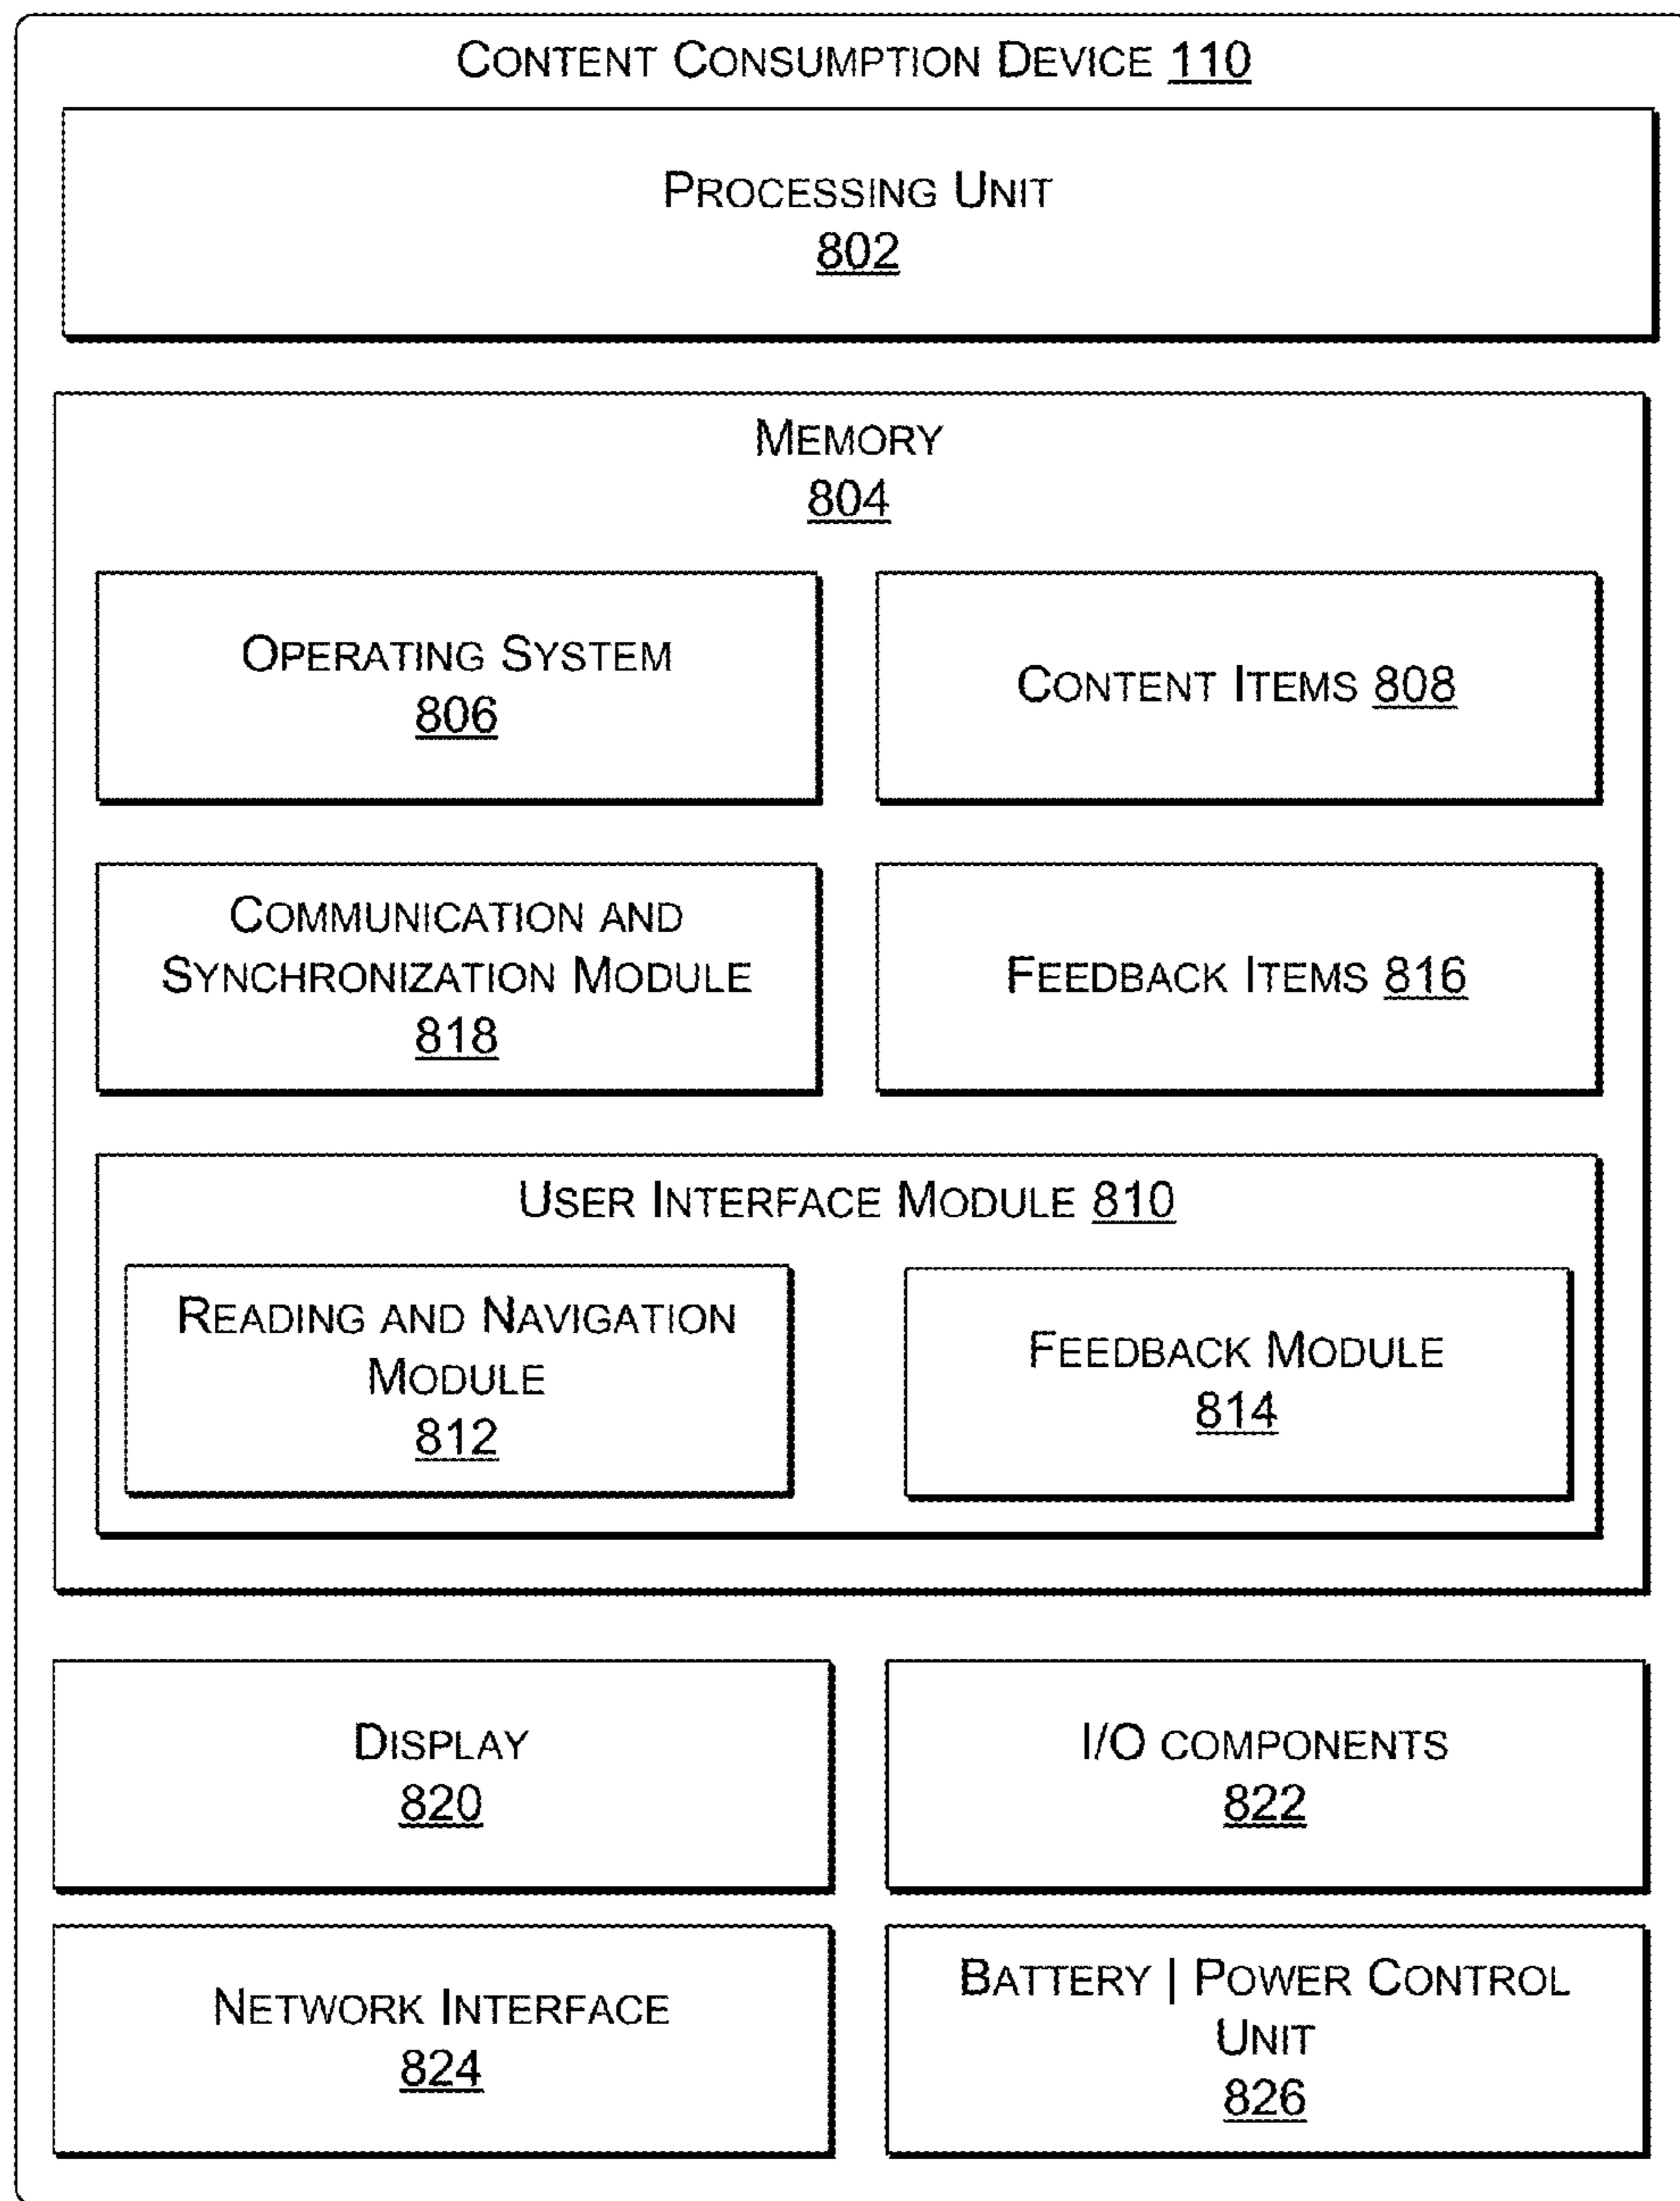 CONTENT CONSUMPTION DEVICE 110
PROCESSING UNIT
802
MEMORY
804
OPERATING SYSTEM
806
CONTENT ITEMS 808
COMMUNICATION AND
SYNCHRONIZATION MODULE
818
FEEDBACK ITEMS 816
USER INTERFACE MODULE 810
READING AND NAVIGATION
MODULE
812
FEEDBACK MODULE
814
DISPLAY
820
I/O COMPONENTS
822
NETWORK INTERFACE
824
BATTERY | POWER CONTROL
UNIT
826